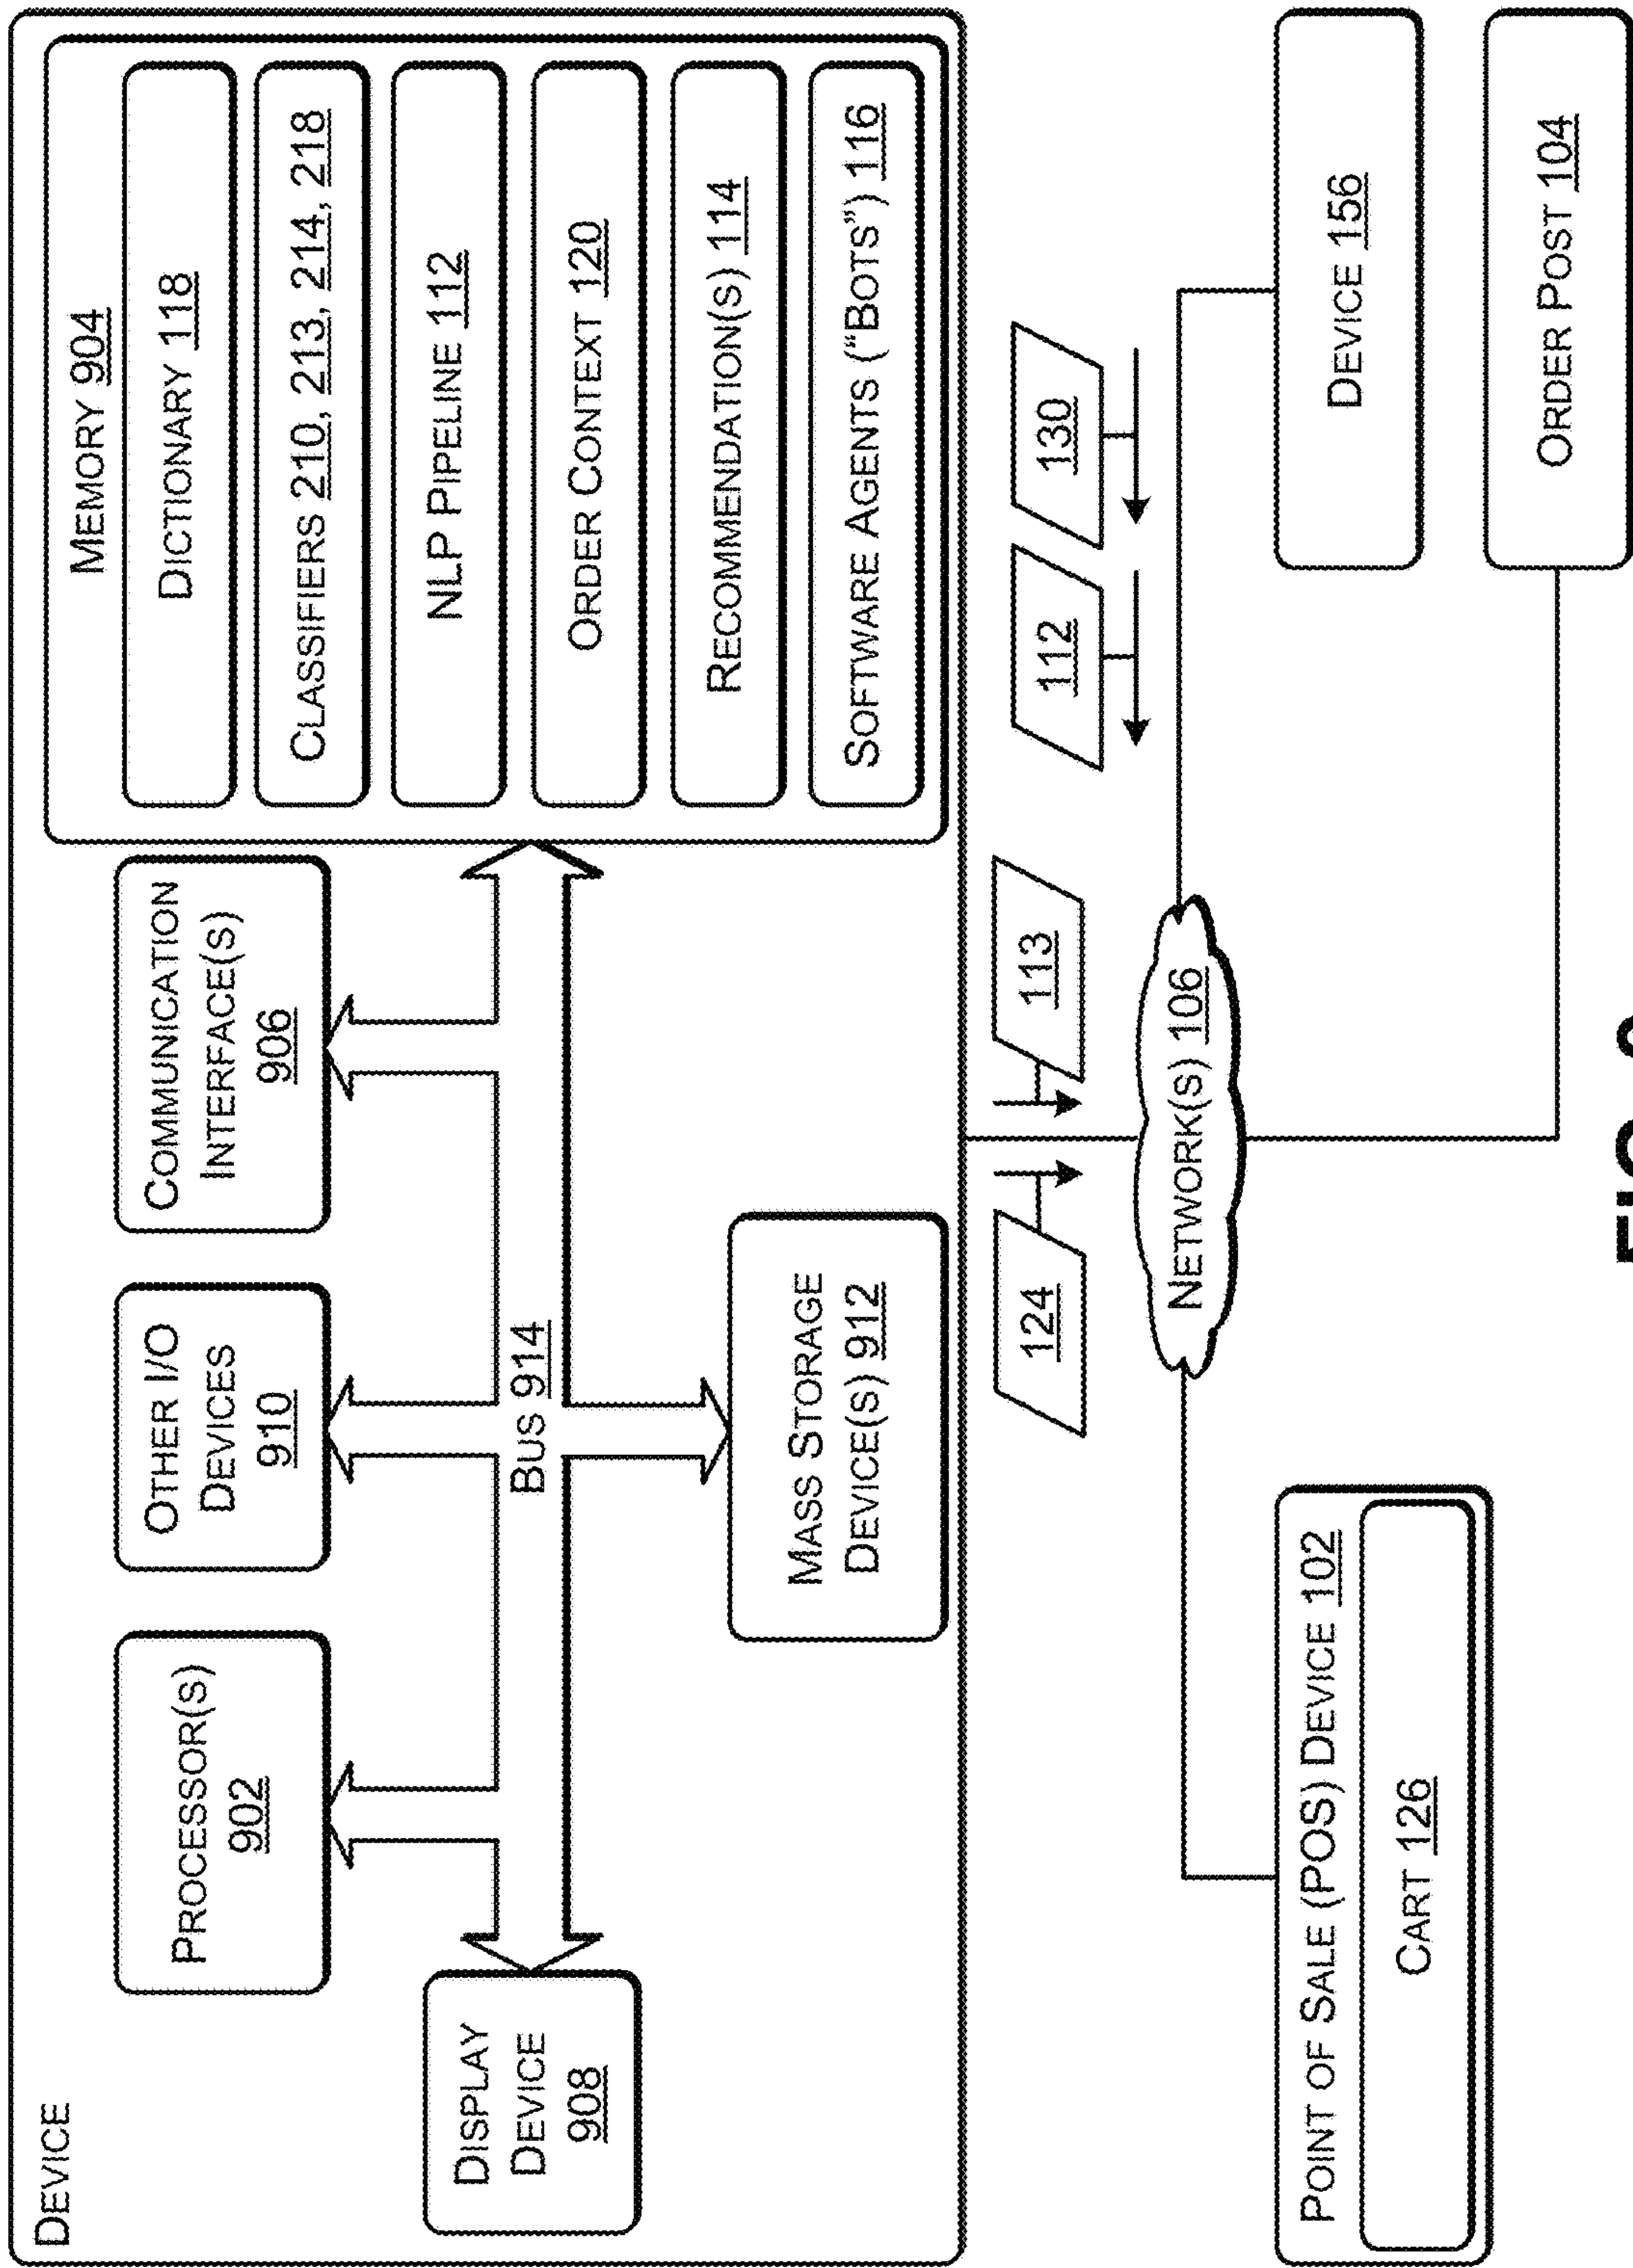 DEVICE
PROCESSOR(S)
902
OTHER I/O
DEVICES
910
COMMUNICATION
INTERFACE(S)
906
MEMORY 904
DICTIONARY 118
CLASSIFIERS 210, 213, 214, 218
NLP PIPELINE 112
ORDER CONTEXT 120
RECOMMENDATION(S) 114
SOFTWARE AGENTS ("BOTS") 116
DISPLAY
DEVICE
908
BUS 914
MASS STORAGE
DEVICE(S) 912
124
113
112
130
NETWORK(S) 106
POINT OF SALE (POS) DEVICE 102
CART 126
DEVICE 156
ORDER POST 104
FIG.